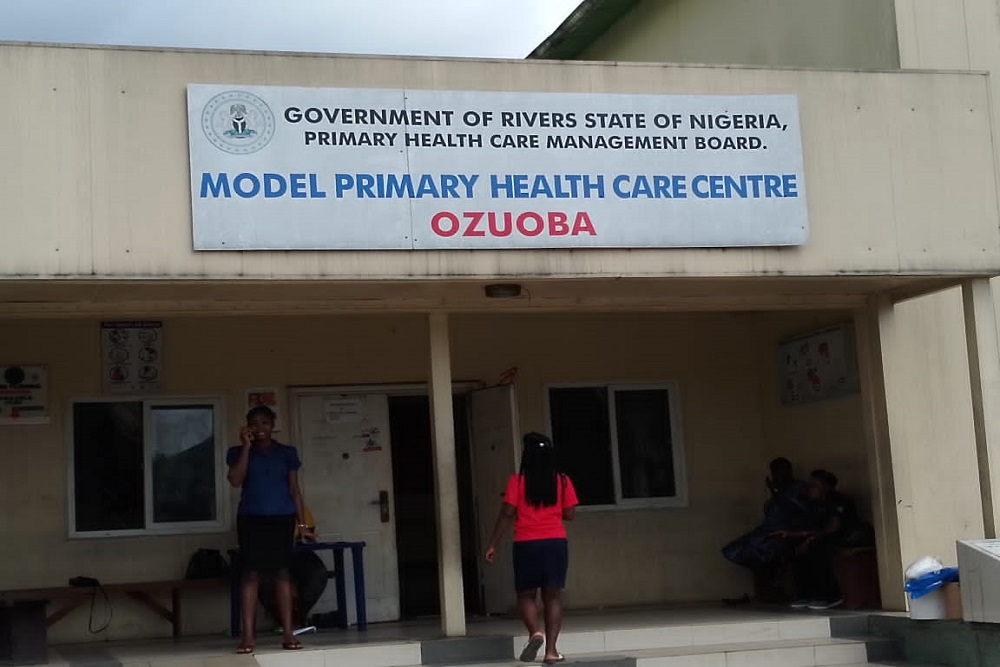 GOVERNMENT OF RIVERS STATE OF NIGERIA,
PRIMARY HEALTH CARE MANAGEMENT BOARD.
MODEL PRIMARY HEALTH CARE CENTRE
OZUOBA